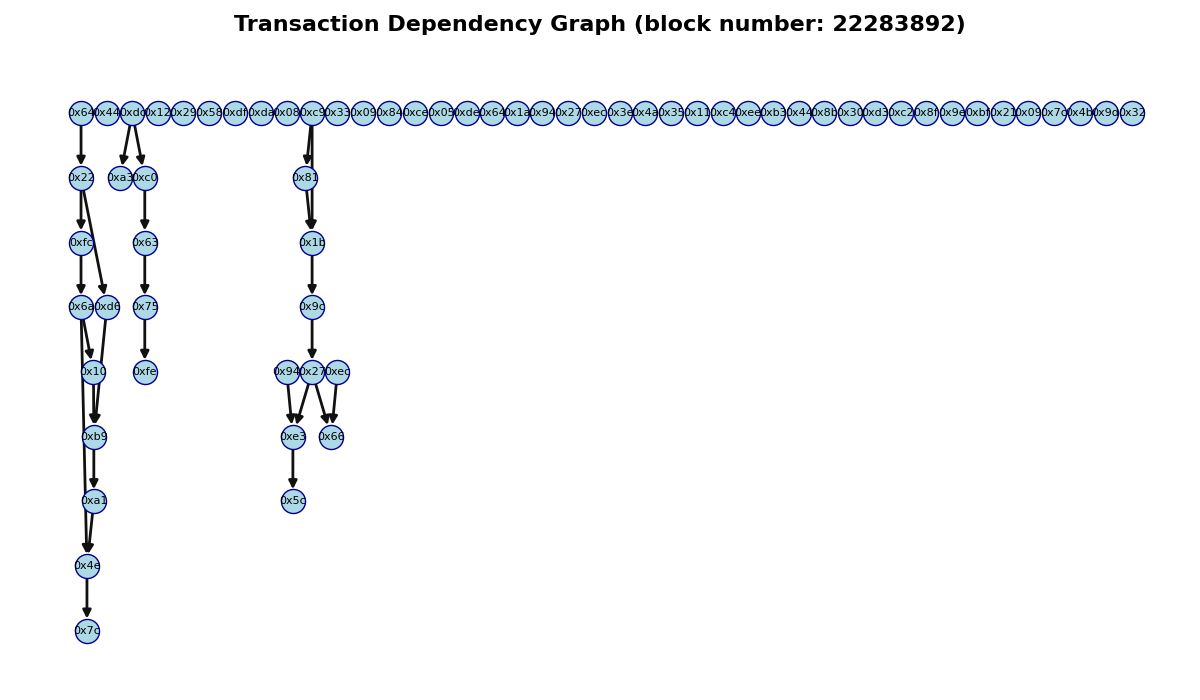 Transaction Dependency Graph (block number: 22283892)
0x64 0x44 0xdc 0x12 0x29 0x58 0xdf 0xda 0x08 0xc9 0x33 0x09 0x84 0xce 0x05 0xde 0x64 0x1a 0x94 0x27 0xec 0x3e 0x4a 0x35 0x11 0xc4 0xee 0xb3 0x44 0x8b 0x30 0xd3 0xc2 0x8f 0x9e 0xbf 0x21 0x09 0x7c 0x4b 0x9d 0x32
0x22 0xa3 0xc0 0x81
0xfc 0x63 0x1b
0x6a 0xd6 0x75 0x9c
0x10 0xfe 0x94 0x27 0xec
0xb9 0xe3 0x66
0xa1 0x5c
0x4e
0x7c